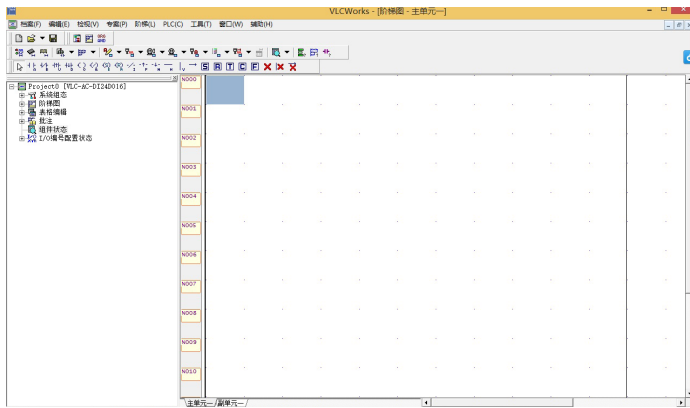 VLCWorks - [阶梯图 - 主单元一]
档案(F) 编辑(E) 检视(V) 专案(P) 阶梯(L) PLC(C) 工具(T) 窗口(W) 辅助(H)
S R T C F
Project0 [VLC-AC-DI24DO16]
系统组态
阶梯图
表格编辑
批注
组件状态
I/O编号配置状态
N000
N001
N002
N003
N004
N005
N006
N007
N008
N009
N010
主单元一 副单元一